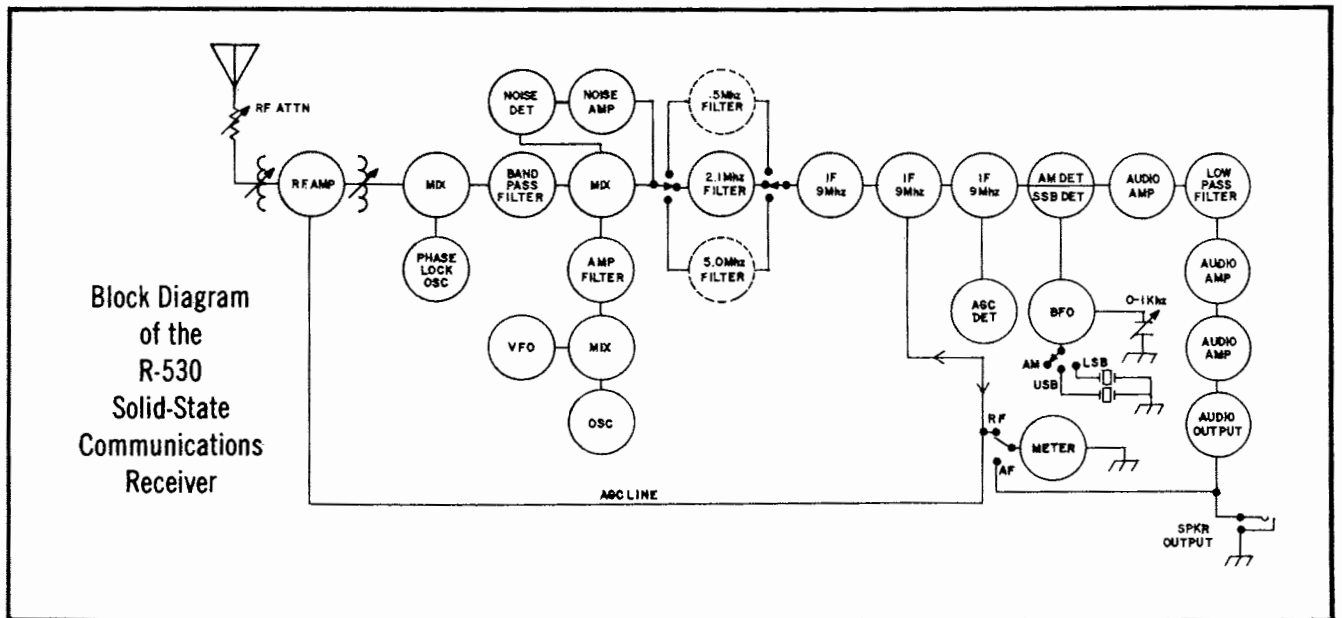 RF ATTN
NOISE
DET
NOISE
AMP
.5Mhz
FILTER
RF AMP
MIX
BAND
PASS
FILTER
MIX
2.1Mhz
FILTER
IF
9Mhz
IF
9Mhz
IF
9Mhz
AM DET
SSB DET
AUDIO
AMP
LOW
PASS
FILTER
PHASE
LOCK
OSC
AMP
FILTER
5.0Mhz
FILTER
AGC
DET
BFO
0-1Khz
AUDIO
AMP
VFO
MIX
AM
LSB
USB
AUDIO
AMP
OSC
RF
METER
AF
AUDIO
OUTPUT
AGC LINE
SPKR
OUTPUT
Block Diagram
of the
R-530
Solid-State
Communications
Receiver